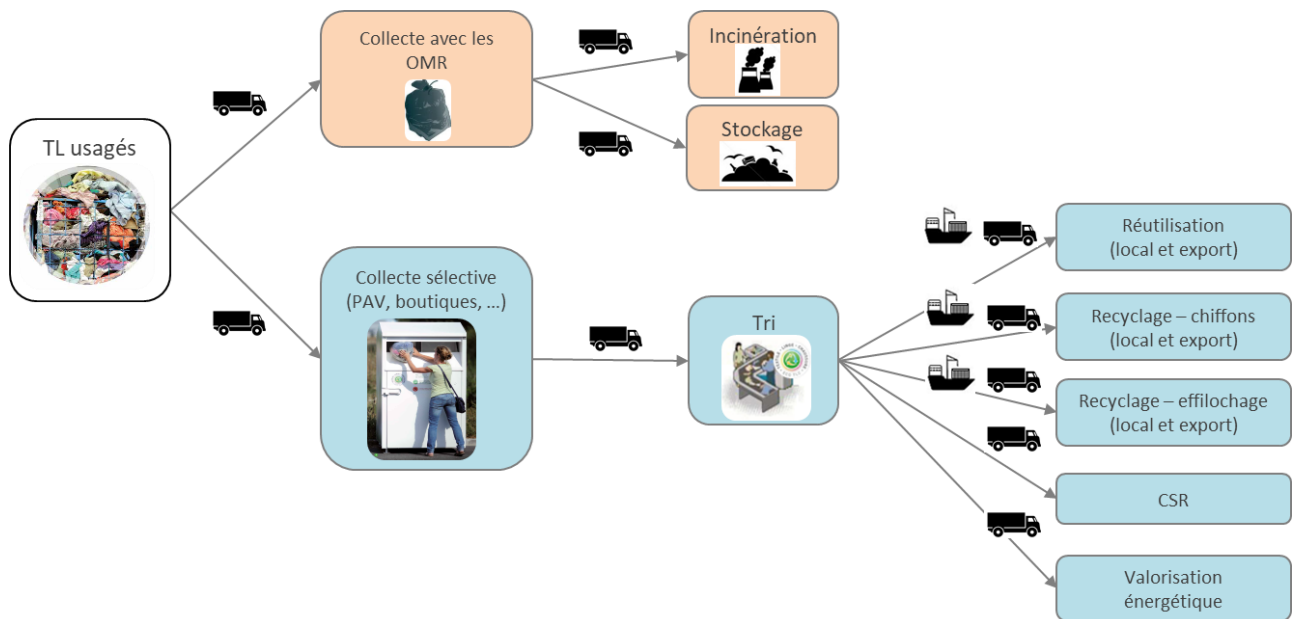 TL usagés
Collecte avec les
OMR
Incinération
Stockage
Collecte sélective
(PAV, boutiques, ...)
Tri
Réutilisation
(local et export)
Recyclage – chiffons
(local et export)
Recyclage – effilochage
(local et export)
CSR
Valorisation
énergétique